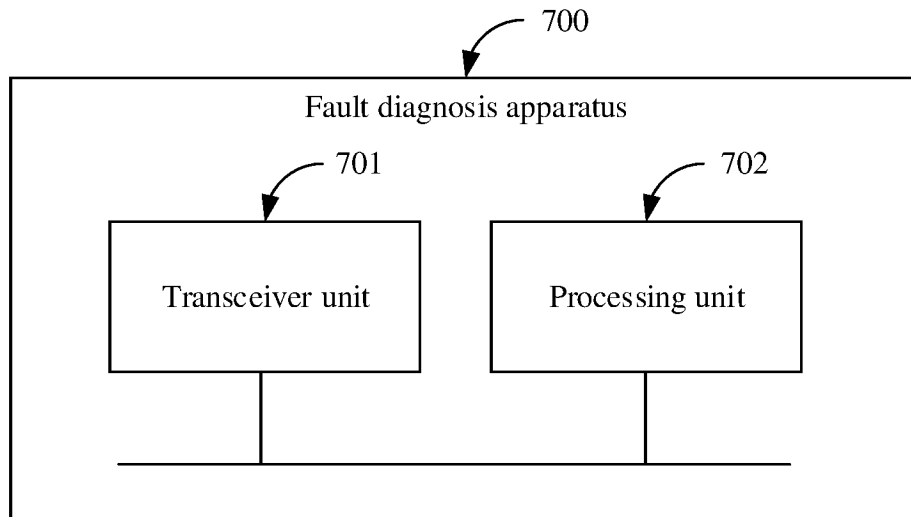 700
Fault diagnosis apparatus
701
702
Transceiver unit
Processing unit